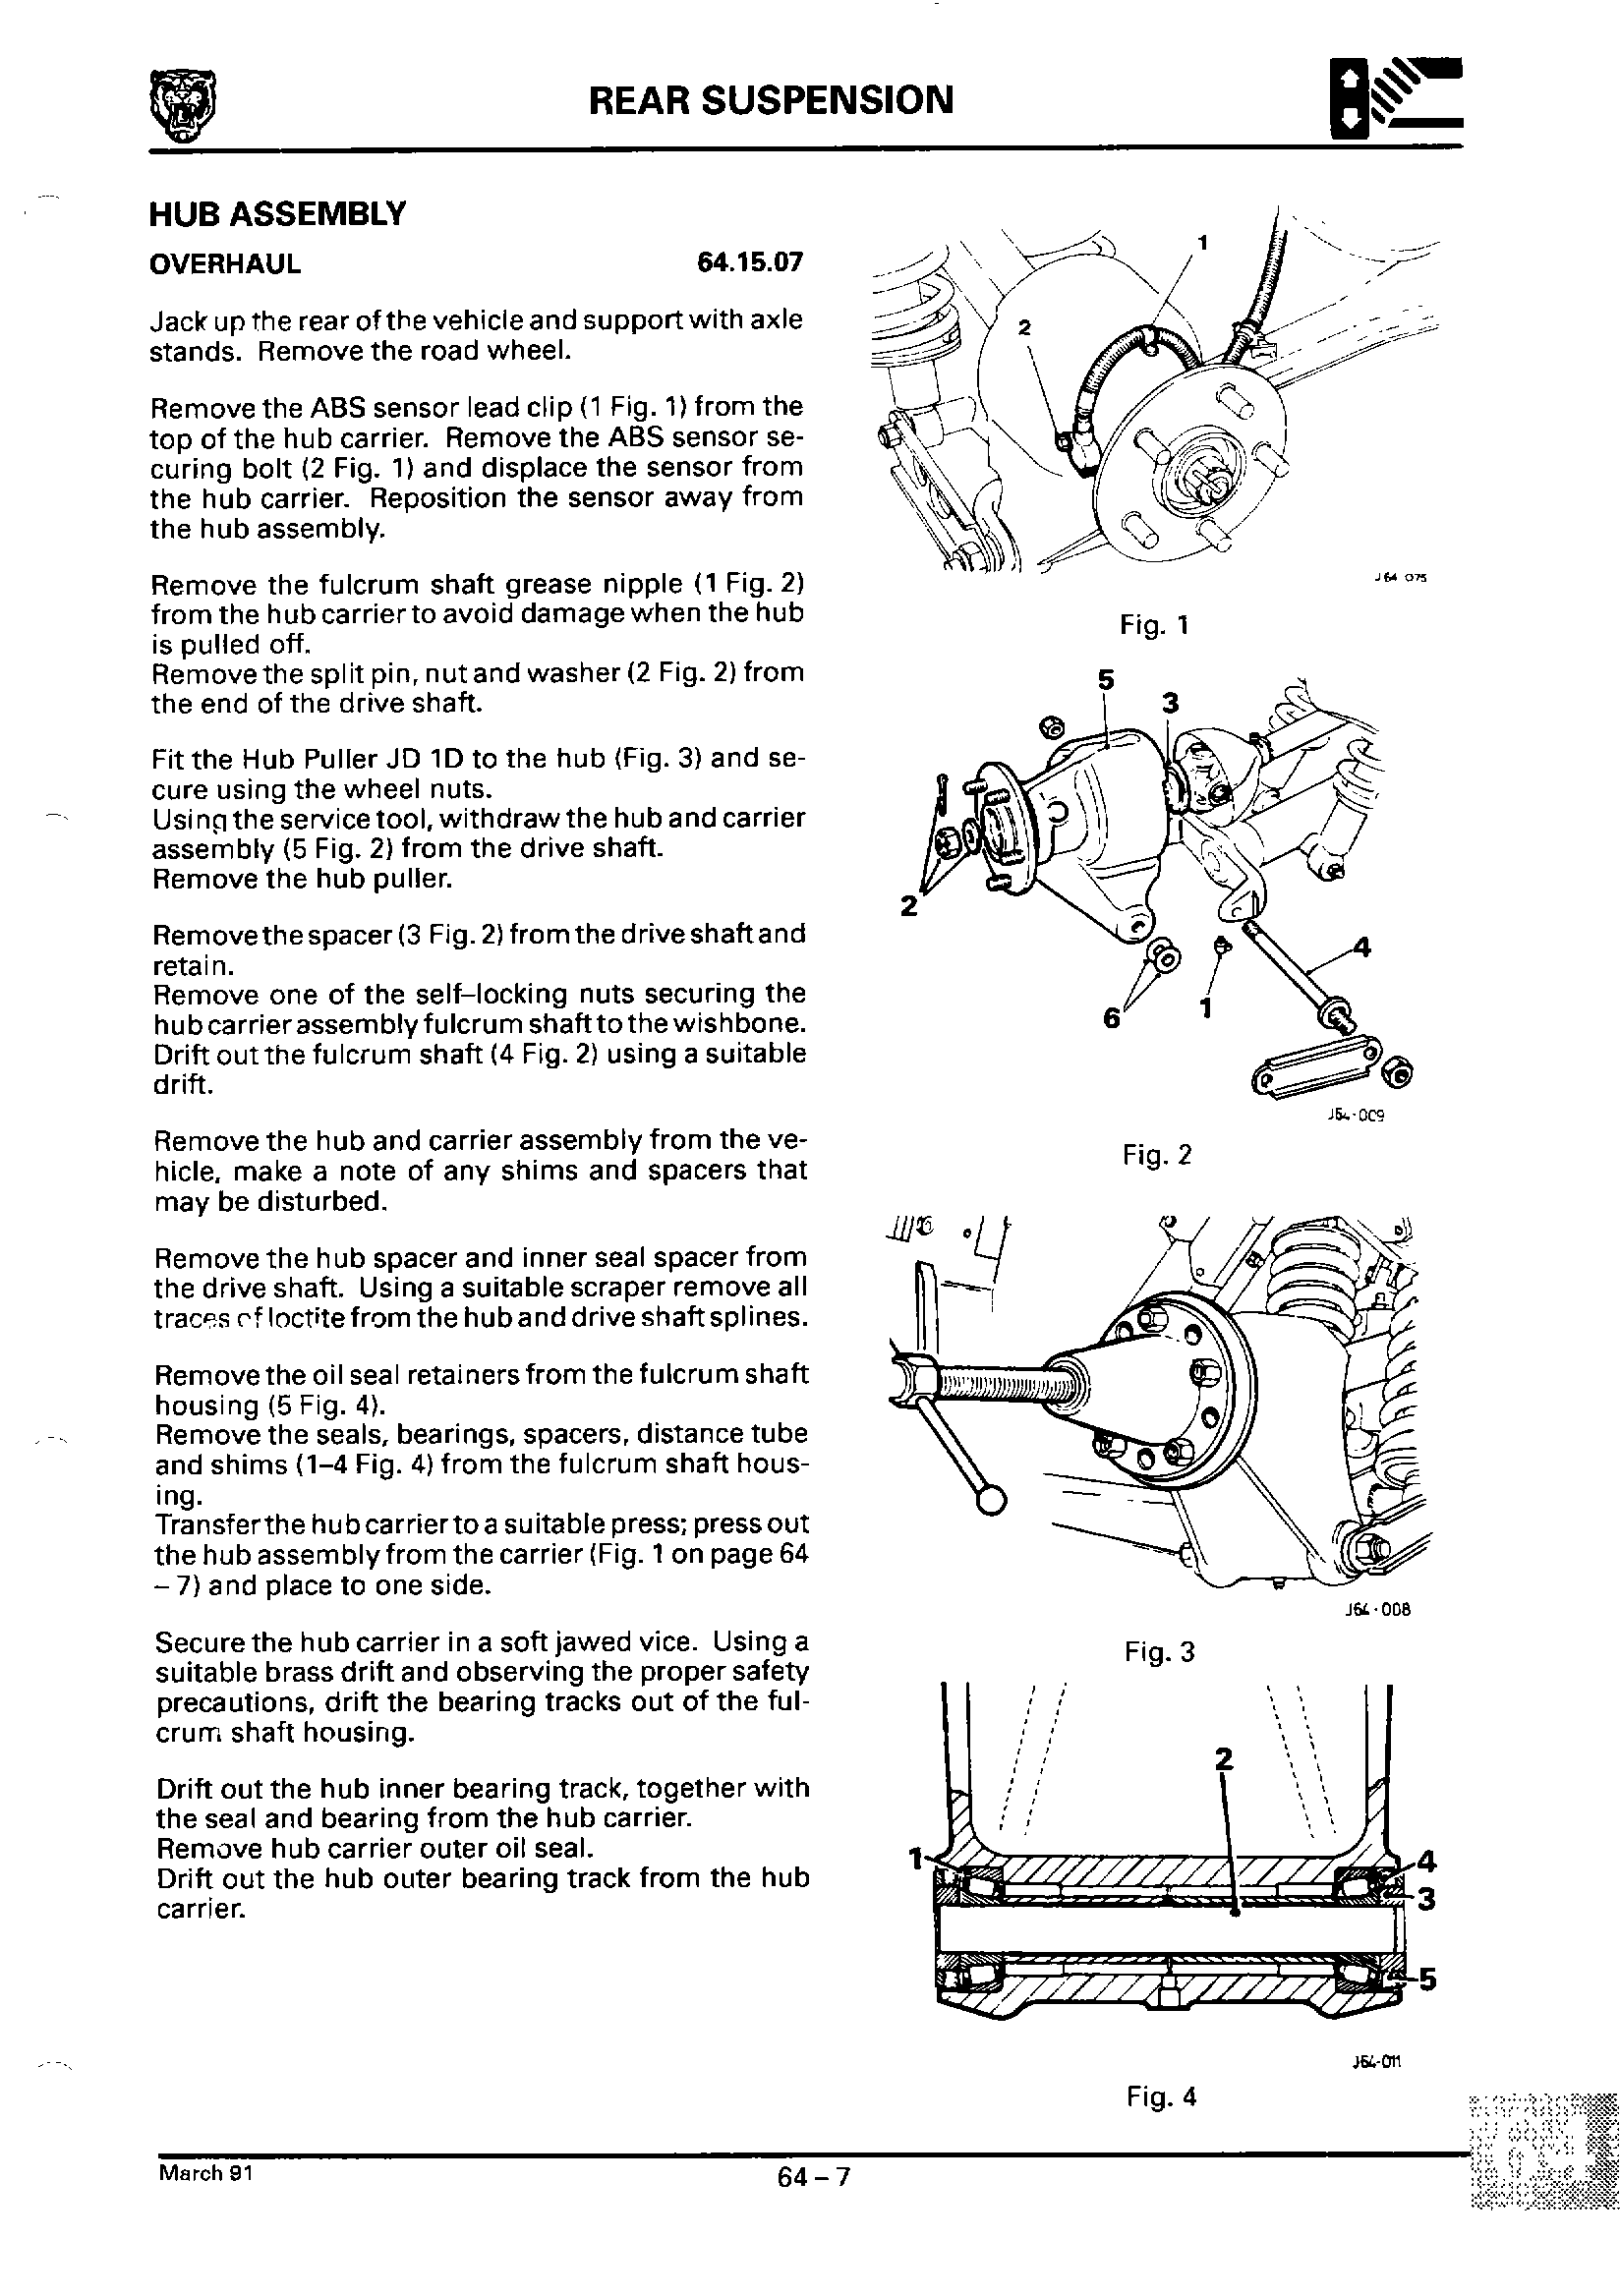 REAR SUSPENSION
HUB ASSEMBLY
OVERHAUL 64.15.07
Jack up the rear of the vehicle and support with axle
stands. Remove the road wheel.
Remove the ABS sensor lead clip (1 Fig. 1) from the
top of the hub carrier. Remove the ABS sensor se-
curing bolt (2 Fig. 1) and displace the sensor from
the hub carrier. Reposition the sensor away from
the hub assembly.
Remove the fulcrum shaft grease nipple (1 Fig. 2)
from the hub carrier to avoid damage when the hub
is pulled off.
Remove the split pin, nut and washer (2 Fig. 2) from
the end of the drive shaft.
Fit the Hub Puller JD 1D to the hub (Fig. 3) and se-
cure using the wheel nuts.
Using the service tool, withdraw the hub and carrier
assembly (5 Fig. 2) from the drive shaft.
Remove the hub puller.
Remove the spacer (3 Fig. 2) from the drive shaft and
retain.
Remove one of the self–locking nuts securing the
hub carrier assembly fulcrum shaft to the wishbone.
Drift out the fulcrum shaft (4 Fig. 2) using a suitable
drift.
Remove the hub and carrier assembly from the ve-
hicle, make a note of any shims and spacers that
may be disturbed.
Remove the hub spacer and inner seal spacer from
the drive shaft. Using a suitable scraper remove all
traces of loctite from the hub and drive shaft splines.
Remove the oil seal retainers from the fulcrum shaft
housing (5 Fig. 4).
Remove the seals, bearings, spacers, distance tube
and shims (1–4 Fig. 4) from the fulcrum shaft hous-
ing.
Transfer the hub carrier to a suitable press; press out
the hub assembly from the carrier (Fig. 1 on page 64
– 7) and place to one side.
Secure the hub carrier in a soft jawed vice. Using a
suitable brass drift and observing the proper safety
precautions, drift the bearing tracks out of the ful-
crum shaft housing.
Drift out the hub inner bearing track, together with
the seal and bearing from the hub carrier.
Remove hub carrier outer oil seal.
Drift out the hub outer bearing track from the hub
carrier.
1
2
J64 075
Fig. 1
5
3
2
4
1
6
J64-009
Fig. 2
J64-008
Fig. 3
2
1
4
3
5
J64-011
Fig. 4
March 91
64 – 7
64